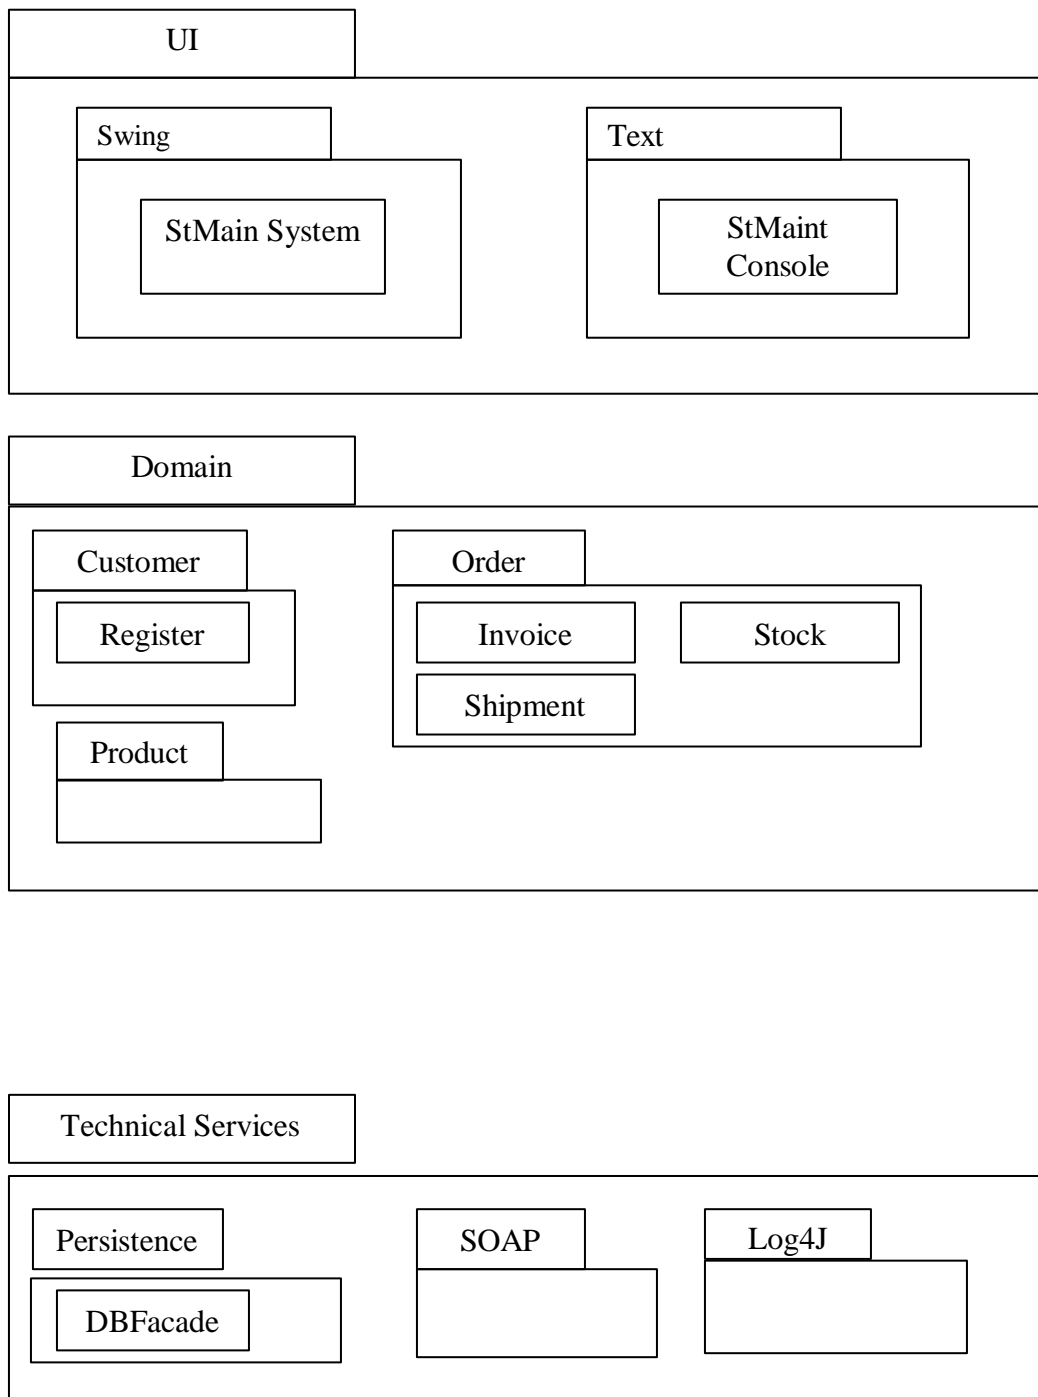 UI
Swing
Text
StMain System
StMaint
Console
Domain
Customer
Order
Register
Invoice
Stock
Shipment
Product
Technical Services
Persistence
SOAP
Log4J
DBFacade